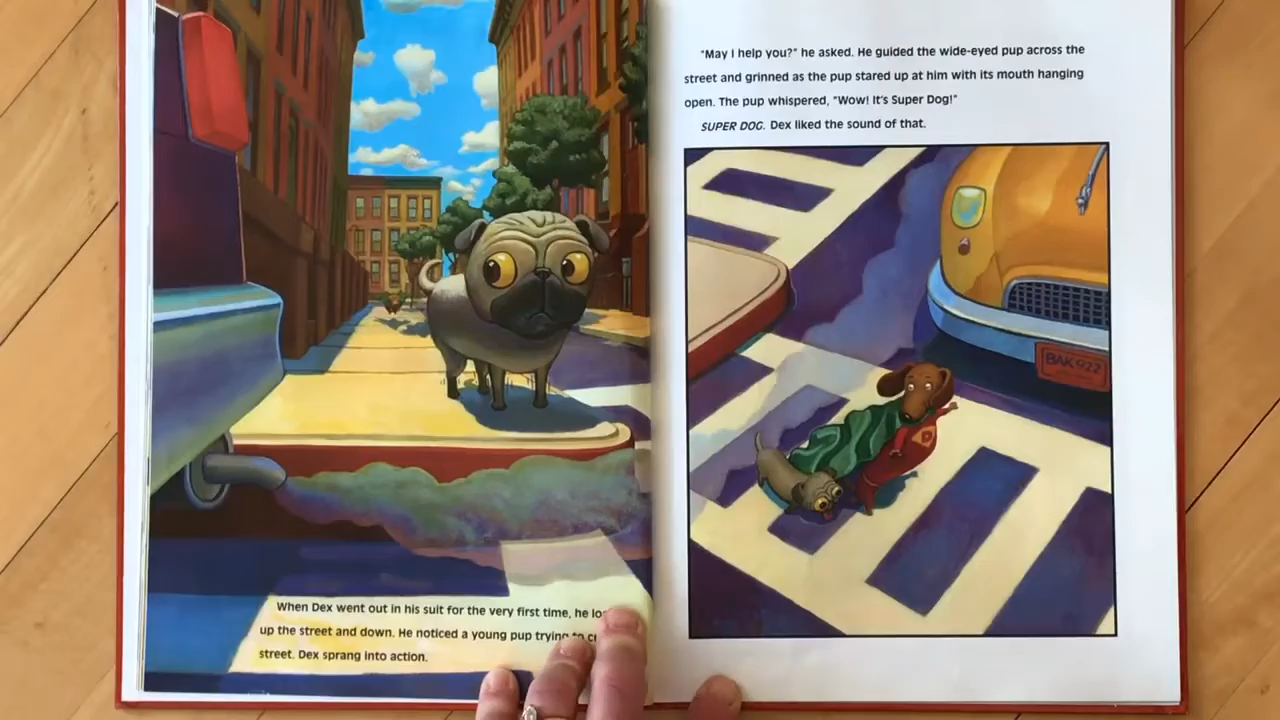 When Dex went out in his suit for the very first time, he
up the street and down. He noticed a young pup trying
street. Dex sprang into action.
"May I help you?" he asked. He guided the wide-eyed pup across the
street and grinned as the pup stared up at him with its mouth hanging
open. The pup whispered, "Wow! It's Super Dog!"
SUPER DOG. Dex liked the sound of that.
BAK 922
D